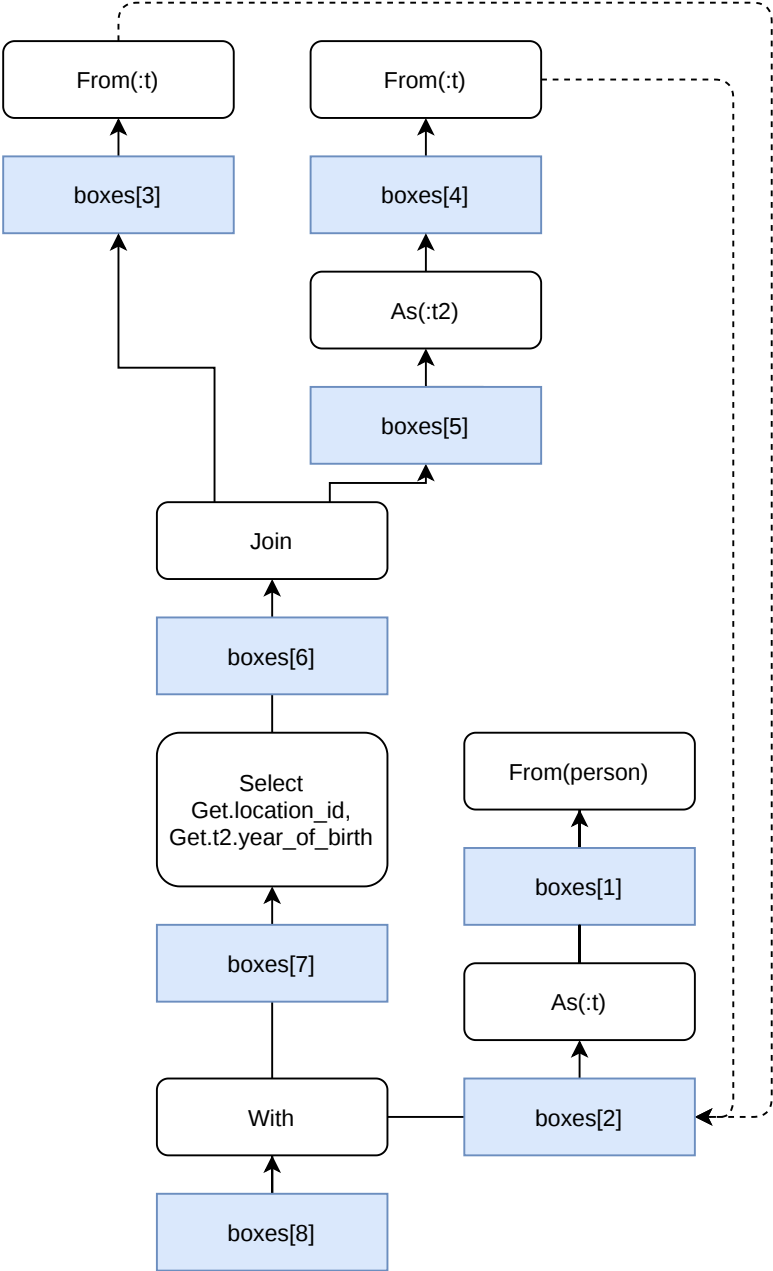 From(:t)
From(:t)
boxes[3]
boxes[4]
As(:t2)
boxes[5]
Join
boxes[6]
Select
Get.location_id,
Get.t2.year_of_birth
From(person)
boxes[1]
boxes[7]
As(:t)
With
boxes[2]
boxes[8]